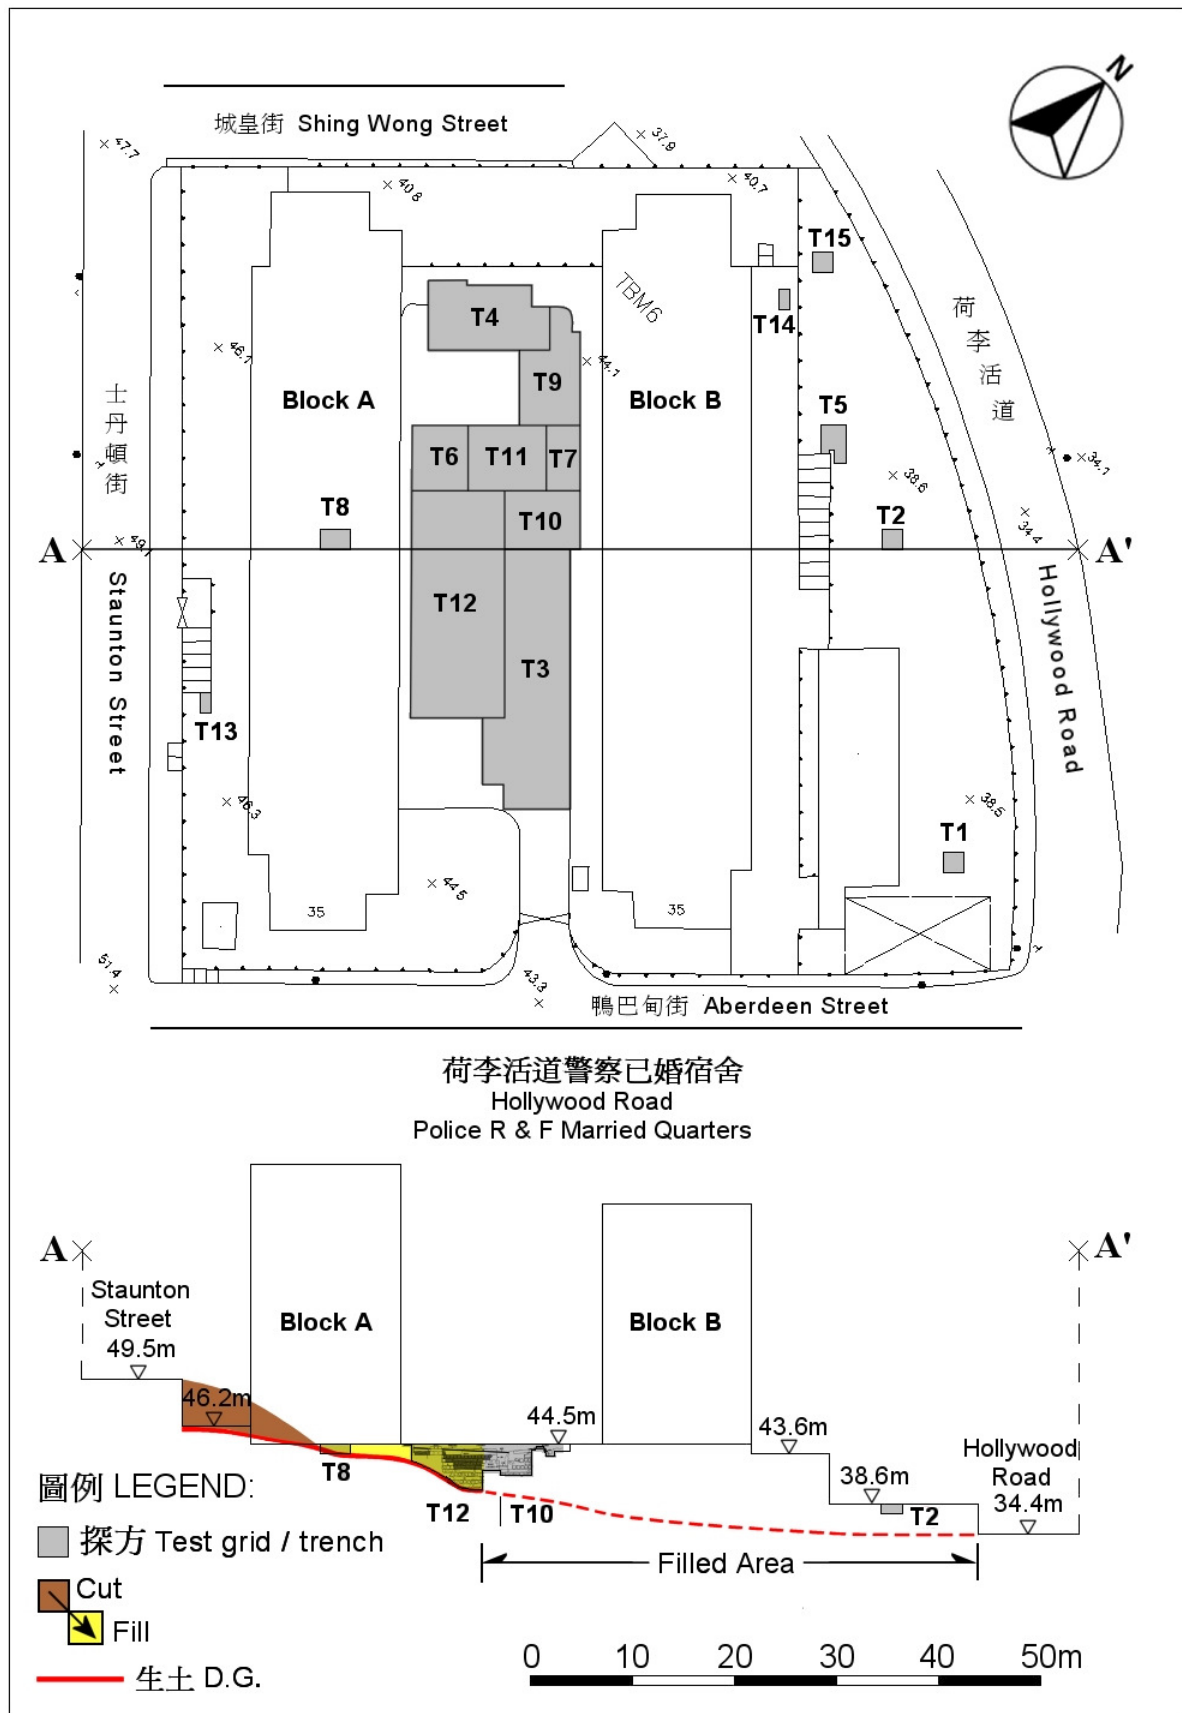 N
城皇街 Shing Wong Street
47.7
37.9
40.8
40.7
T15
TBM6
T14
荷李活道
T4
46.7
44.1
T9
士丹頓街
Block A
Block B
T5
T6
T11
T7
34.1
38.6
T8
T10
T2
34.4
A
A'
Staunton Street
T12
T3
Hollywood Road
T13
46.3
38.5
T1
44.5
35
35
51.4
43.3
鴨巴甸街 Aberdeen Street
荷李活道警察已婚宿舍
Hollywood Road
Police R & F Married Quarters
A
A'
Staunton
Street
49.5m
Block A
Block B
46.2m
44.5m
43.6m
Hollywood
Road
34.4m
38.6m
T8
T12
T10
T2
圖例 LEGEND:
探方 Test grid / trench
Filled Area
Cut
Fill
生土 D.G.
0 10 20 30 40 50m